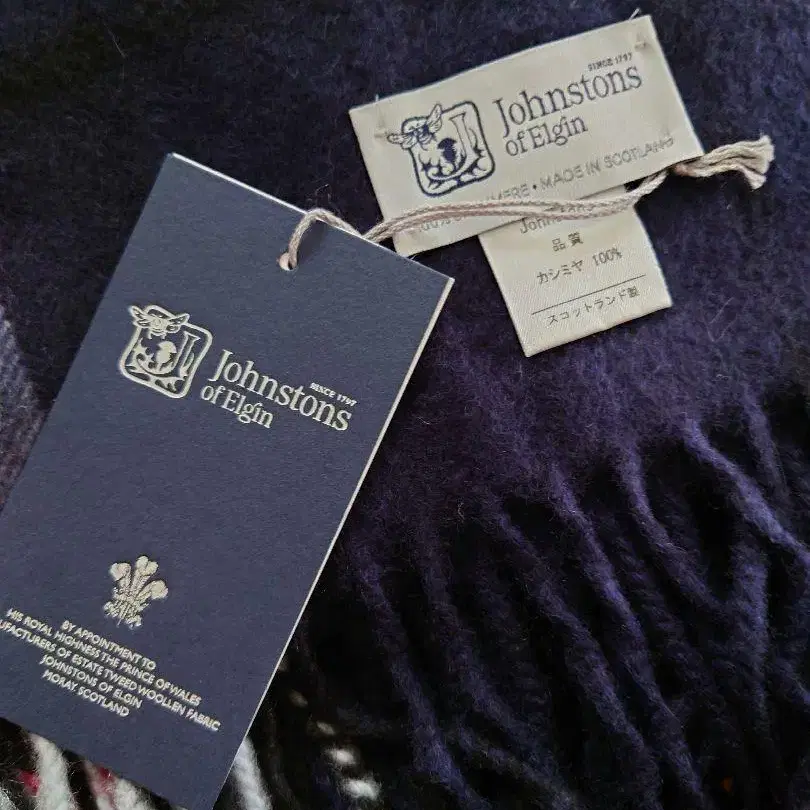 SINCE 1797
Johnstons
of Elgin
MADE IN SCOTLAND
品質
カシミヤ 100%
スコットランド製
SINCE 1797
Johnstons
of Elgin
BY APPOINTMENT TO
HIS ROYAL HIGHNESS THE PRINCE OF WALES
OF ESTATE TWEED WOOLLEN FABRIC
JOHNSTONS OF ELGIN
MORAY SCOTLAND